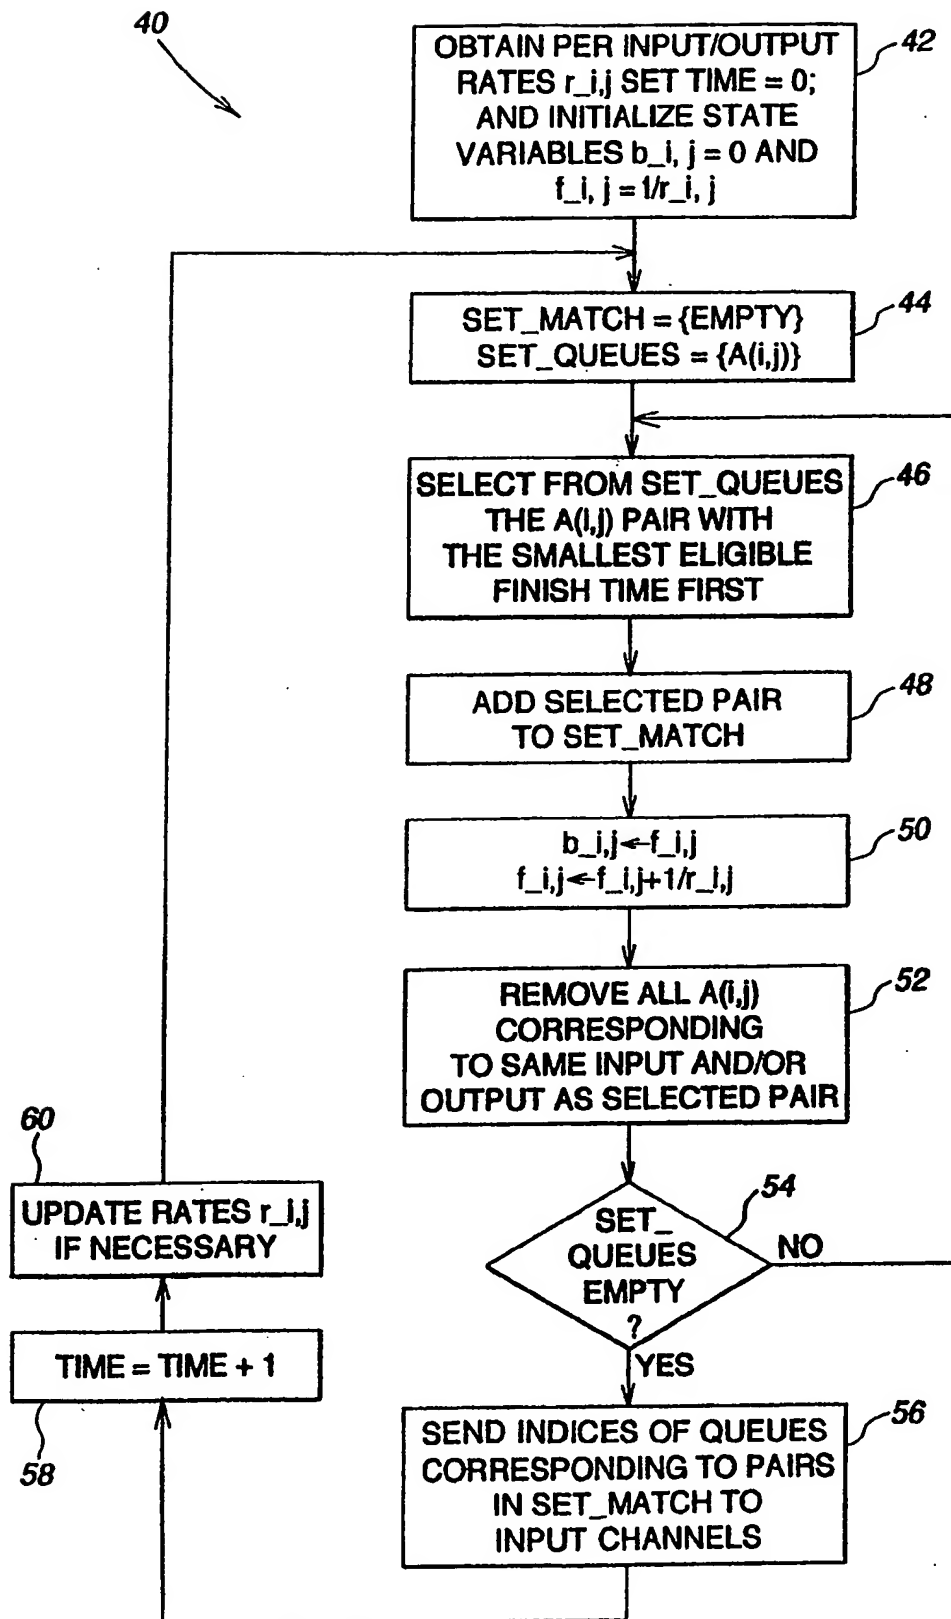 40
42
OBTAIN PER INPUT/OUTPUT
RATES r_i,j SET TIME = 0;
AND INITIALIZE STATE
VARIABLES b_i, j = 0 AND
f_i, j = 1/r_i, j
44
SET_MATCH = {EMPTY}
SET_QUEUES = {A(i,j)}
46
SELECT FROM SET_QUEUES
THE A(i,j) PAIR WITH
THE SMALLEST ELIGIBLE
FINISH TIME FIRST
48
ADD SELECTED PAIR
TO SET_MATCH
50
b_i,j←f_i,j
f_i,j←f_i,j+1/r_i,j
52
REMOVE ALL A(i,j)
CORRESPONDING
TO SAME INPUT AND/OR
OUTPUT AS SELECTED PAIR
54
SET_
QUEUES
EMPTY
?
NO
YES
56
SEND INDICES OF QUEUES
CORRESPONDING TO PAIRS
IN SET_MATCH TO
INPUT CHANNELS
60
UPDATE RATES r_i,j
IF NECESSARY
TIME = TIME + 1
58